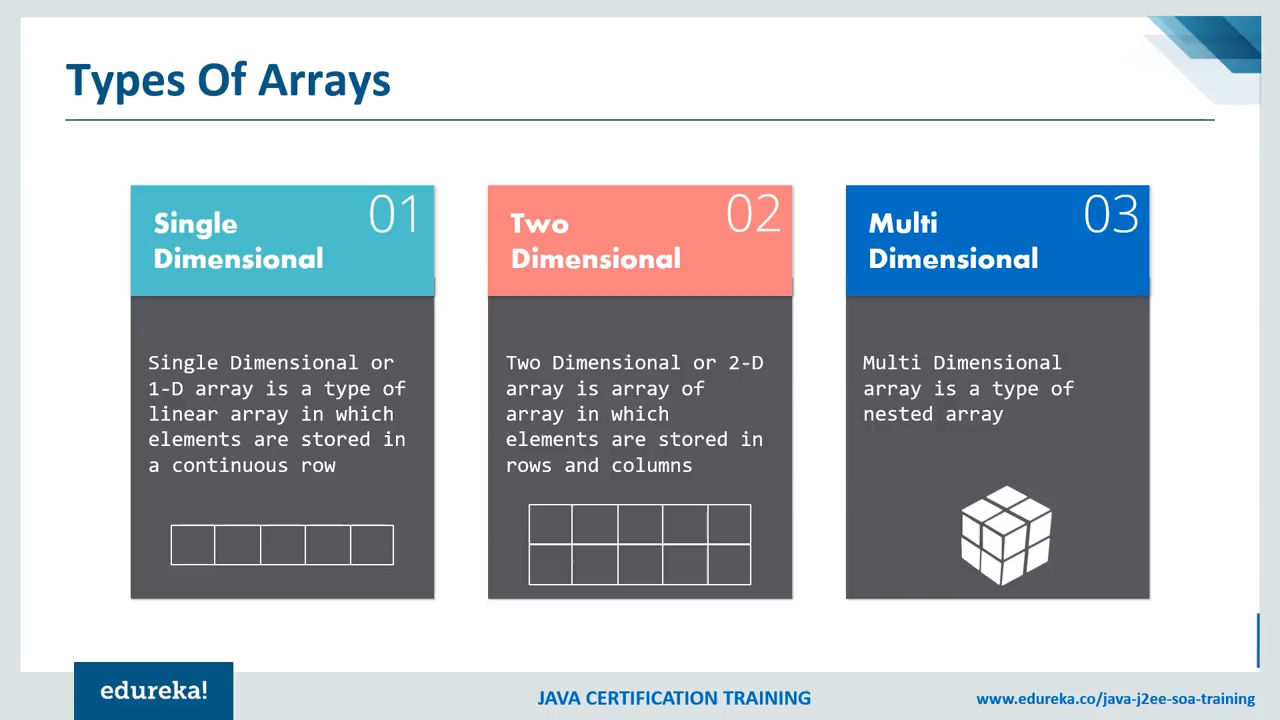 Types Of Arrays
01
Single
Dimensional
Single Dimensional or
1-D array is a type of
linear array in which
elements are stored in
a continuous row
02
Two
Dimensional
Two Dimensional or 2-D
array is array of
array in which
elements are stored in
rows and columns
03
Multi
Dimensional
Multi Dimensional
array is a type of
nested array
edureka!
JAVA CERTIFICATION TRAINING
www.edureka.co/java-j2ee-soa-training